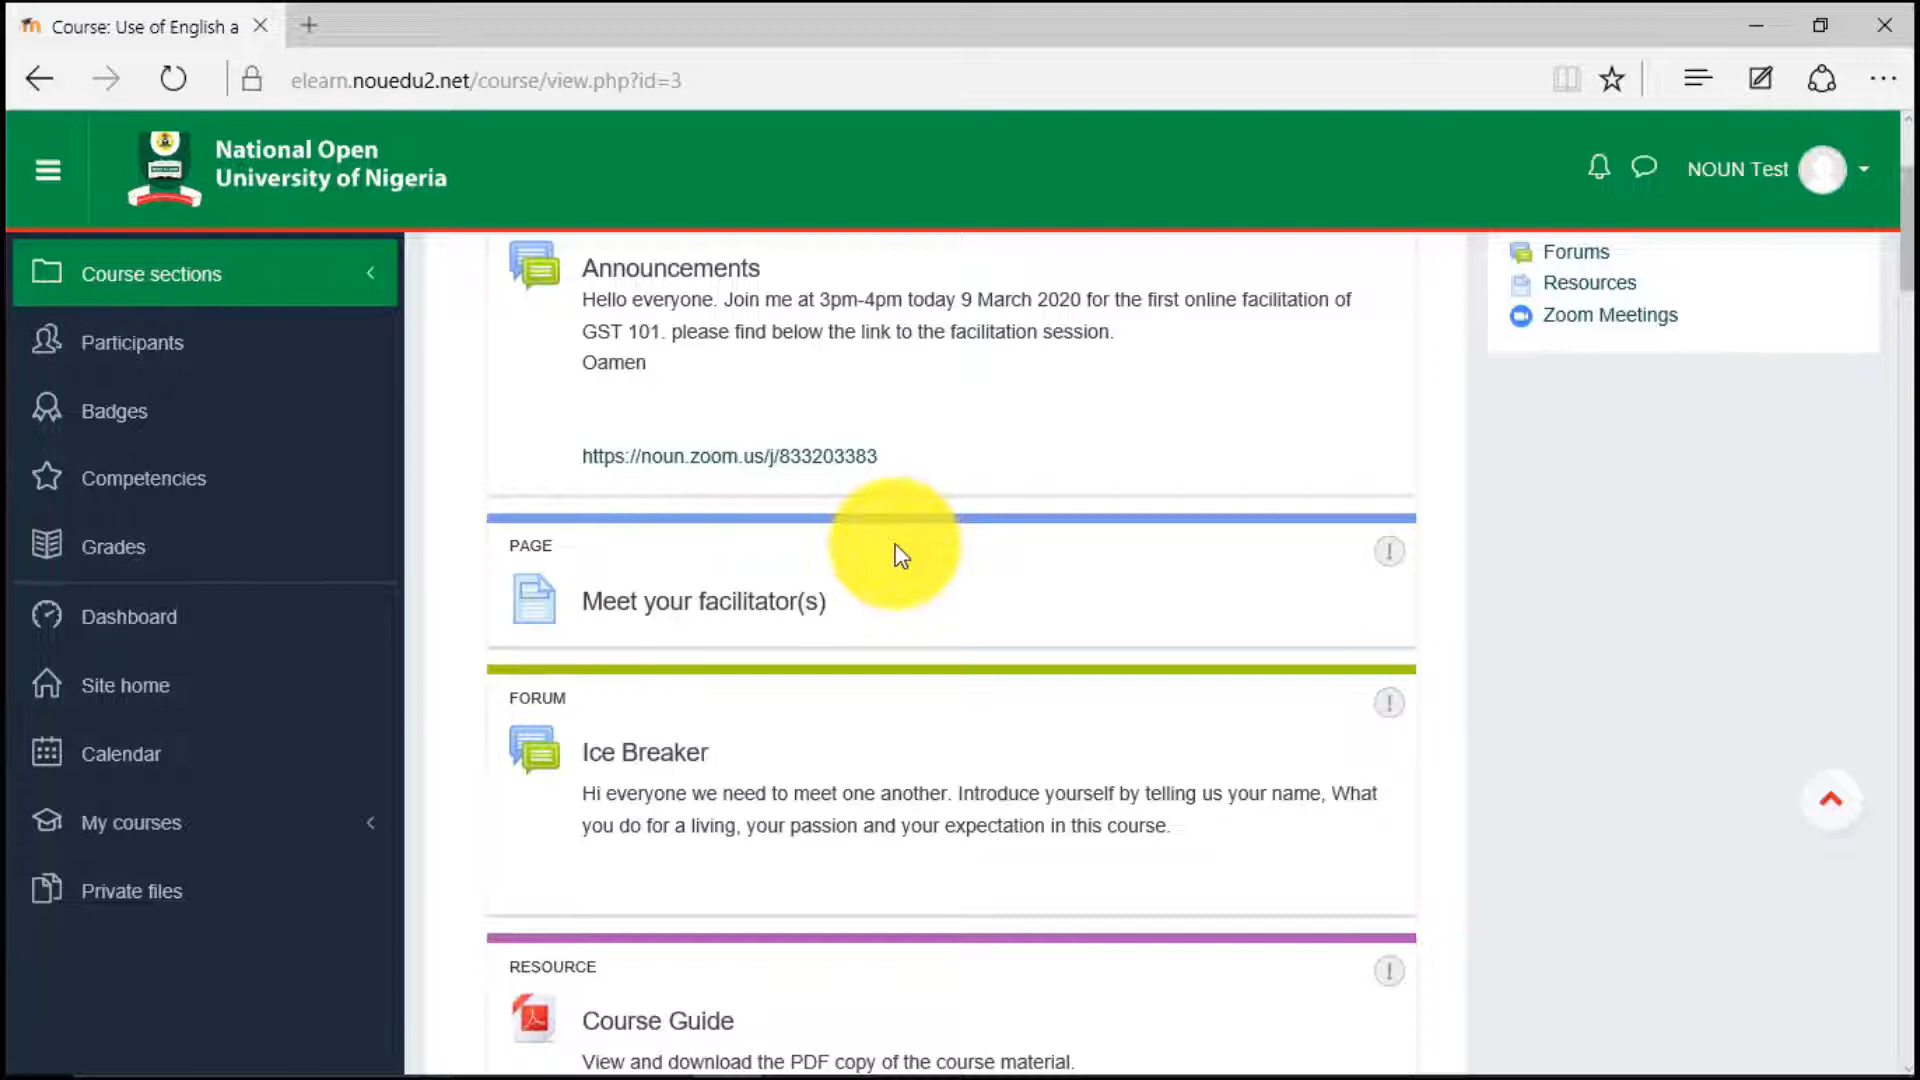 Course: Use of English a
elearn.nouedu2.net/course/view.php?id=3
National Open
University of Nigeria
NOUN Test
Course sections
Participants
Badges
Competencies
Grades
Dashboard
Site home
Calendar
My courses
Private files
Announcements
Hello everyone. Join me at 3pm-4pm today 9 March 2020 for the first online facilitation of
GST 101. please find below the link to the facilitation session.
Oamen
https://noun.zoom.us/j/833203383
PAGE
Meet your facilitator(s)
FORUM
Ice Breaker
Hi everyone we need to meet one another. Introduce yourself by telling us your name, What
you do for a living, your passion and your expectation in this course.
RESOURCE
Course Guide
View and download the PDF copy of the course material.
Forums
Resources
Zoom Meetings